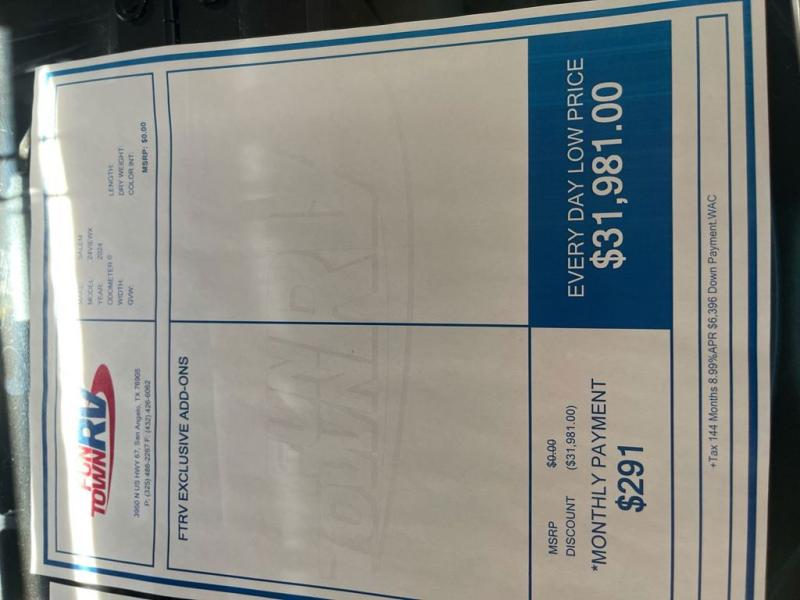 FUN
TOWN RV
3950 N US HWY 67, San Angelo, TX 76905
P: (325) 486-2267 F: (432) 426-6062
SALEM
MODEL: 24VIEWX
YEAR: 2024
ODOMETER 0
WIDTH:
GVW:
LENGTH:
DRY WEIGHT:
COLOR INT:
MSRP: $0.00
FTRV EXCLUSIVE ADD-ONS
MSRP $0.00
DISCOUNT ($31,981.00)
*MONTHLY PAYMENT
$291
EVERY DAY LOW PRICE
$31,981.00
+Tax 144 Months 8.99%APR $6,396 Down Payment.WAC